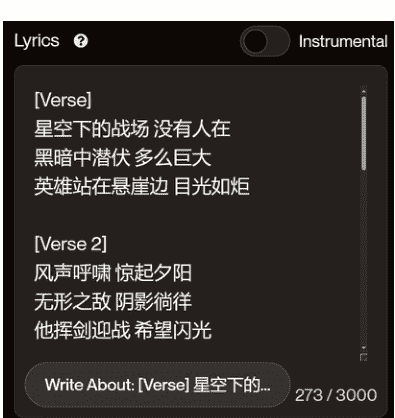 Lyrics ?
Instrumental
[Verse]
星空下的战场 没有人在
黑暗中潜伏 多么巨大
英雄站在悬崖边 目光如炬
[Verse 2]
风声呼啸 惊起夕阳
无形之敌 阴影徜徉
他挥剑迎战 希望闪光
Write About: [Verse] 星空下的...
273 / 3000